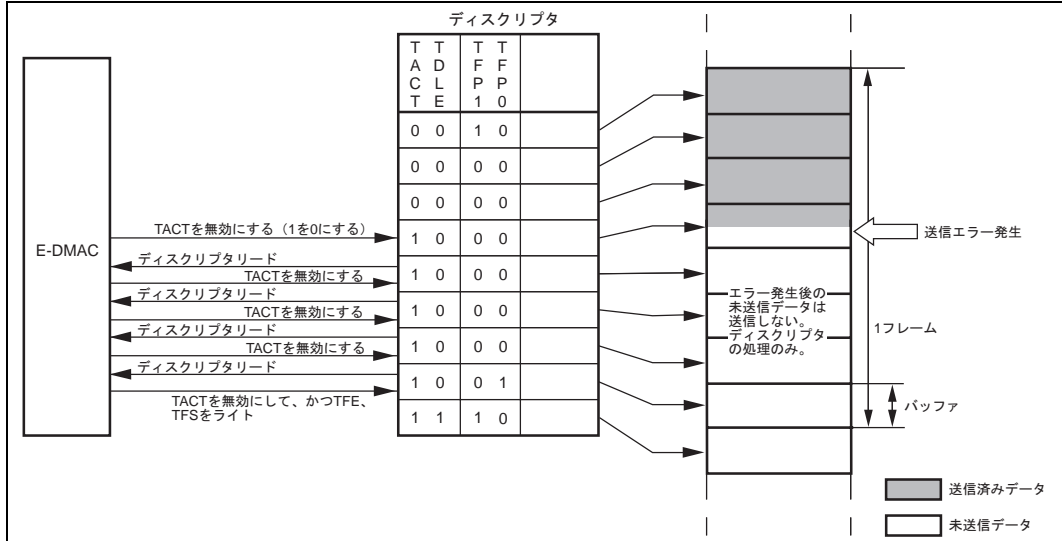 ディスクリプタ
T T T T
A D F F
C L P P
T E 1 0
0 0 1 0
0 0 0 0
0 0 0 0
1 0 0 0
1 0 0 0
1 0 0 0
1 0 0 0
1 0 0 1
1 1 1 0
E-DMAC
TACTを無効にする（1を0にする）
ディスクリプタリード
TACTを無効にする
ディスクリプタリード
TACTを無効にする
ディスクリプタリード
TACTを無効にする
ディスクリプタリード
TACTを無効にして、かつTFE、
TFSをライト
送信エラー発生
エラー発生後の
未送信データは
送信しない。
ディスクリプタ
の処理のみ。
1フレーム
バッファ
送信済みデータ
未送信データ